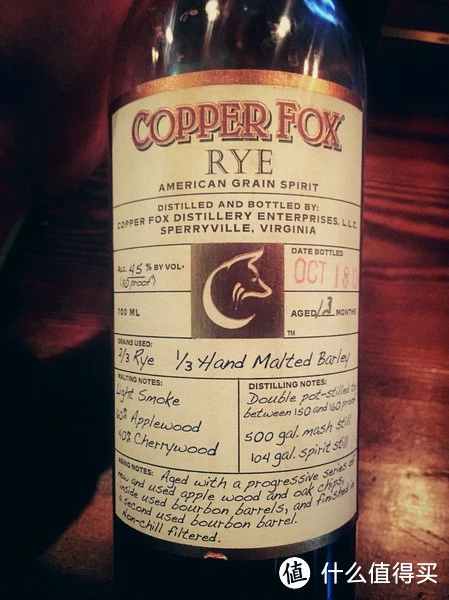 COPPER FOX
RYE
AMERICAN GRAIN SPIRIT
DISTILLED AND BOTTLED BY:
COPPER FOX DISTILLERY ENTERPRISES, L.L.C.
SPERRYVILLE, VIRGINIA
ALC 45 % BY VOL.
(90 proof)
700 ML
DATE BOTTLED
OCT 18
AGED 13 MONTHS
TM
GRAINS USED:
2/3 Rye 1/3 Hand Malted Barley
MALTING NOTES:
Light Smoke
60% Applewood
40% Cherrywood
DISTILLING NOTES:
Double pot-stilled to
between 150 and 160 proof
500 gal. mash still
104 gal. spirit still
AGING NOTES: Aged with a progressive series of
new and used apple wood and oak chips,
inside used bourbon barrels, and finished in
a second used bourbon barrel.
Non-chill filtered.
值 什么值得买